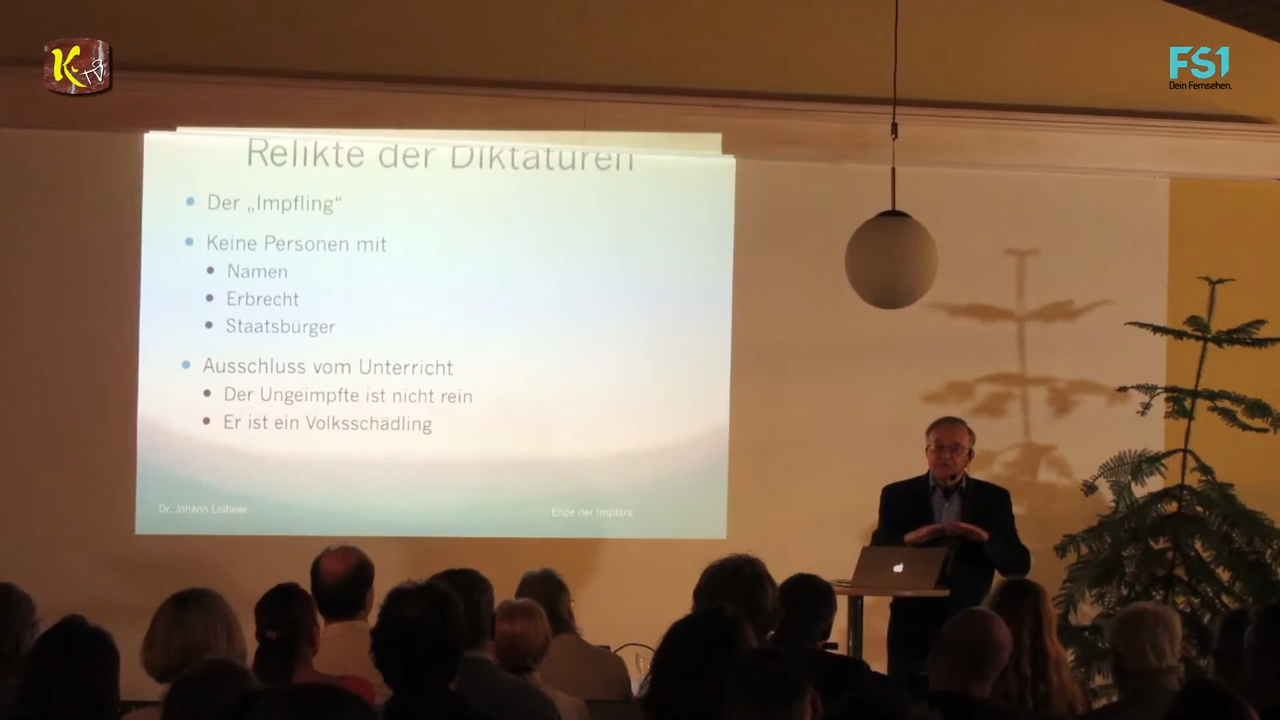 K-TV
FS1
Dein Fernsehen.
Relikte der Diktaturen
Der „Impfling“
Keine Personen mit
Namen
Erbrecht
Staatsbürger
Ausschluss vom Unterricht
Der Ungeimpfte ist nicht rein
Er ist ein Volksschädling
Dr. Johann Loibner
Ende der Impfära